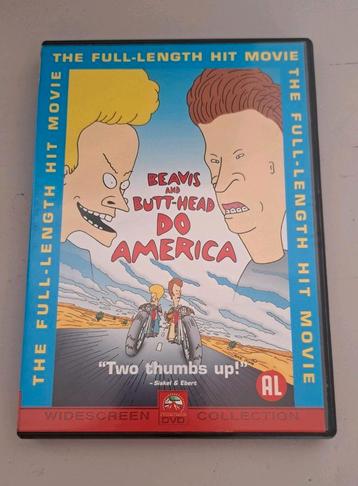 THE FULL-LENGTH HIT MOVIE
THE FULL-LENGTH HIT MOVIE
THE FULL-LENGTH HIT MOVIE
BEAVIS
AND
BUTT-HEAD
DO
AMERICA
"Two thumbs up!"
– Siskel & Ebert
AL
WIDESCREEN
DVD
COLLECTION